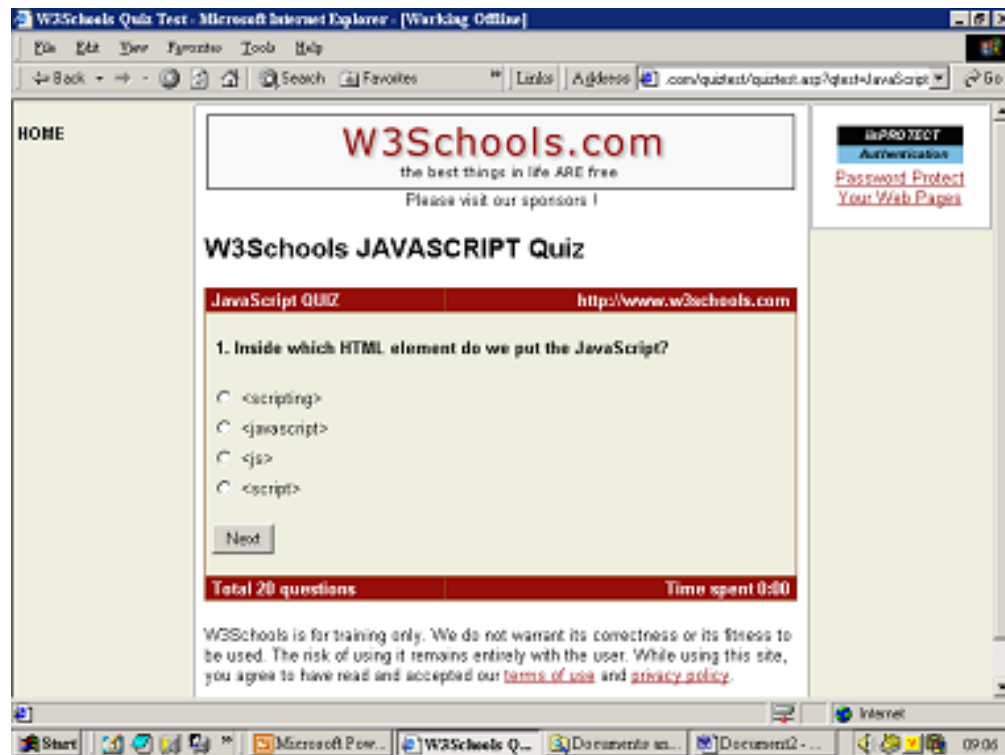 W3Schools Quiz Test - Microsoft Internet Explorer - [Working Offline]
File Edit View Favorites Tools Help
Back Search Favorites Links Address .com/quiztest/quiztest.asp?qtest=JavaScript Go
HOME
W3Schools.com
the best things in life ARE free
Please visit our sponsors !
Authentication
Password Protect
Your Web Pages
W3Schools JAVASCRIPT Quiz
JavaScript QUIZ http://www.w3schools.com
1. Inside which HTML element do we put the JavaScript?
<scripting>
<javascript>
<js>
<script>
Next
Total 20 questions Time spent 0:00
W3Schools is for training only. We do not warrant its correctness or its fitness to
be used. The risk of using it remains entirely with the user. While using this site,
you agree to have read and accepted our terms of use and privacy policy.
Internet
Start Microsoft Pow... W3Schools Q... Documents an... Document2 - ... 09:04